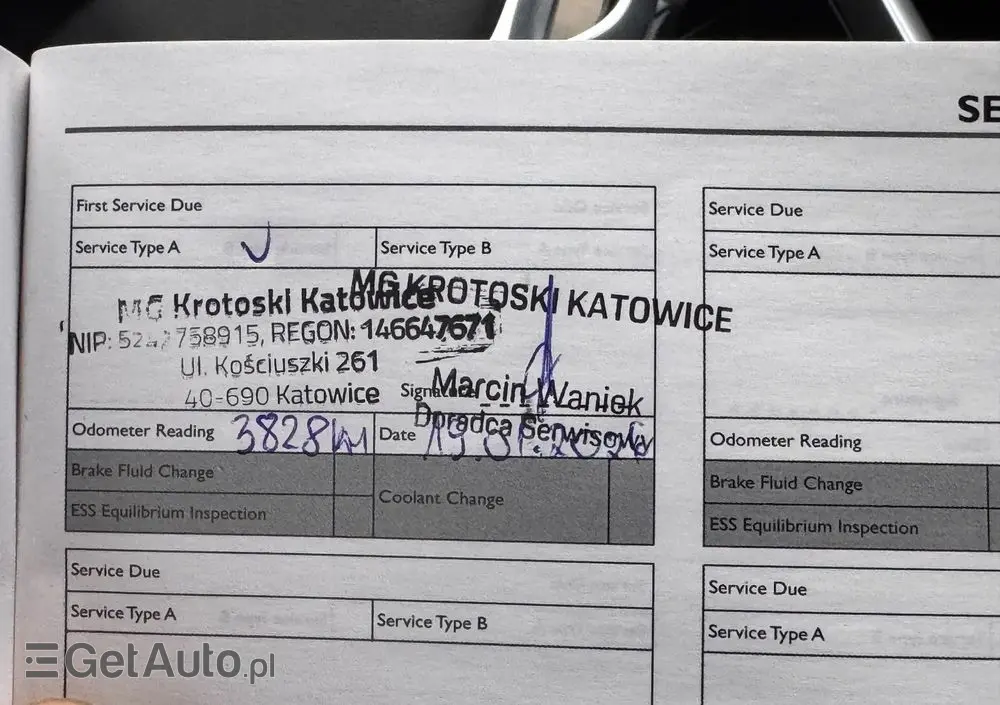 SE
First Service Due
Service Type A
Service Type B
MG Krotoski Katowice
MG KROTOSKI KATOWICE
REGON: 146647671
Ul. Kościuszki 261
40-690 Katowice
Marcin Waniek
Doradca Serwisowy
Odometer Reading 3828 km
Date
Brake Fluid Change
Coolant Change
ESS Equilibrium Inspection
Service Due
Service Type A
Service Type B
Service Due
Service Type A
Odometer Reading
Brake Fluid Change
ESS Equilibrium Inspection
Service Due
Service Type A
GetAuto.pl